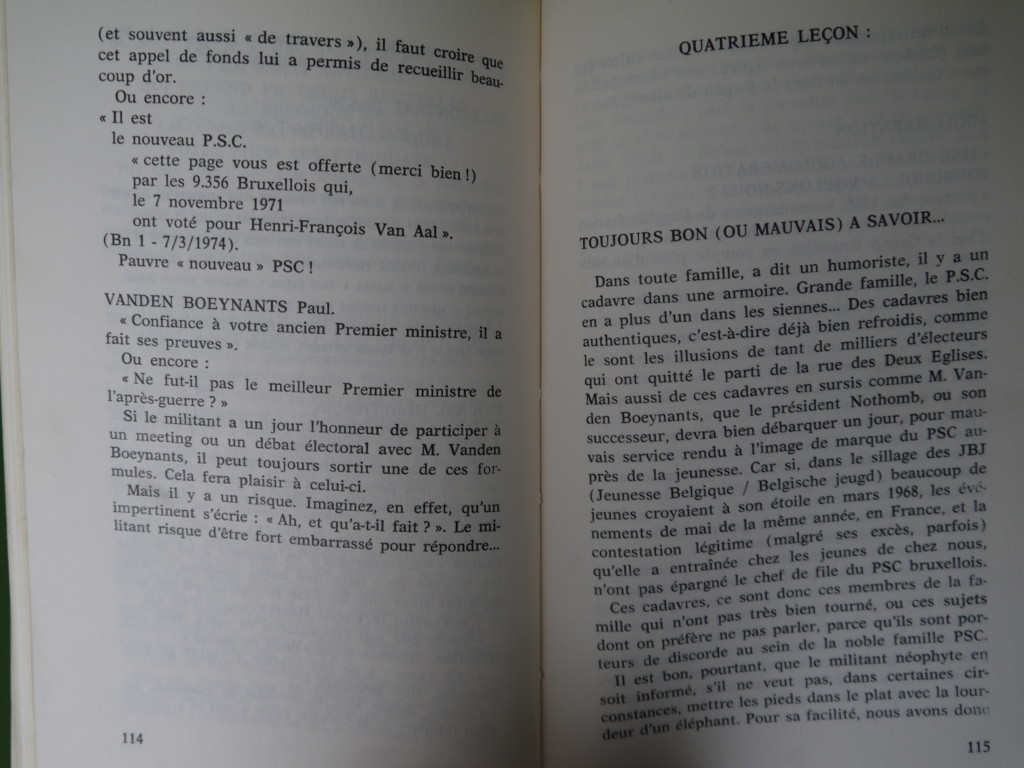 (et souvent aussi « de travers »), il faut croire que
cet appel de fonds lui a permis de recueillir beau-
coup d'or.
Ou encore :
« Il est
le nouveau P.S.C.
« cette page vous est offerte (merci bien !)
par les 9.356 Bruxellois qui,
le 7 novembre 1971
ont voté pour Henri-François Van Aal ».
(Bn 1 - 7/3/1974).
Pauvre « nouveau » PSC !
VANDEN BOEYNANTS Paul.
« Confiance à votre ancien Premier ministre, il a
fait ses preuves ».
Ou encore :
« Ne fut-il pas le meilleur Premier ministre de
l'après-guerre ? »
Si le militant a un jour l'honneur de participer à
un meeting ou un débat électoral avec M. Vanden
Boeynants, il peut toujours sortir une de ces for-
mules. Cela fera plaisir à celui-ci.
Mais il y a un risque. Imaginez, en effet, qu'un
impertinent s'écrie : « Ah, et qu'a-t-il fait ? ». Le mi-
litant risque d'être fort embarrassé pour répondre...
114
QUATRIEME LEÇON :
TOUJOURS BON (OU MAUVAIS) A SAVOIR...
Dans toute famille, a dit un humoriste, il y a un
cadavre dans une armoire. Grande famille, le P.S.C.
en a plus d'un dans les siennes... Des cadavres bien
authentiques, c'est-à-dire déjà bien refroidis, comme
le sont les illusions de tant de milliers d'électeurs
qui ont quitté le parti de la rue des Deux Eglises.
Mais aussi de ces cadavres en sursis comme M. Van-
den Boeynants, que le président Nothomb, ou son
successeur, devra bien débarquer un jour, pour mau-
vais service rendu à l'image de marque du PSC au-
près de la jeunesse. Car si, dans le sillage des JBJ
(Jeunesse Belgique / Belgische jeugd) beaucoup de
jeunes croyaient à son étoile en mars 1968, les évé-
nements de mai de la même année, en France, et la
contestation légitime (malgré ses excès, parfois)
qu'elle a entraînée chez les jeunes de chez nous,
n'ont pas épargné le chef de file du PSC bruxellois.
Ces cadavres, ce sont donc ces membres de la fa-
mille qui n'ont pas très bien tourné, ou ces sujets
dont on préfère ne pas parler, parce qu'ils sont por-
teurs de discorde au sein de la noble famille PSC.
Il est bon, pourtant, que le militant néophyte en
soit informé, s'il ne veut pas, dans certaines cir-
constances, mettre les pieds dans le plat avec la lour-
deur d'un éléphant. Pour sa facilité, nous avons donc
115